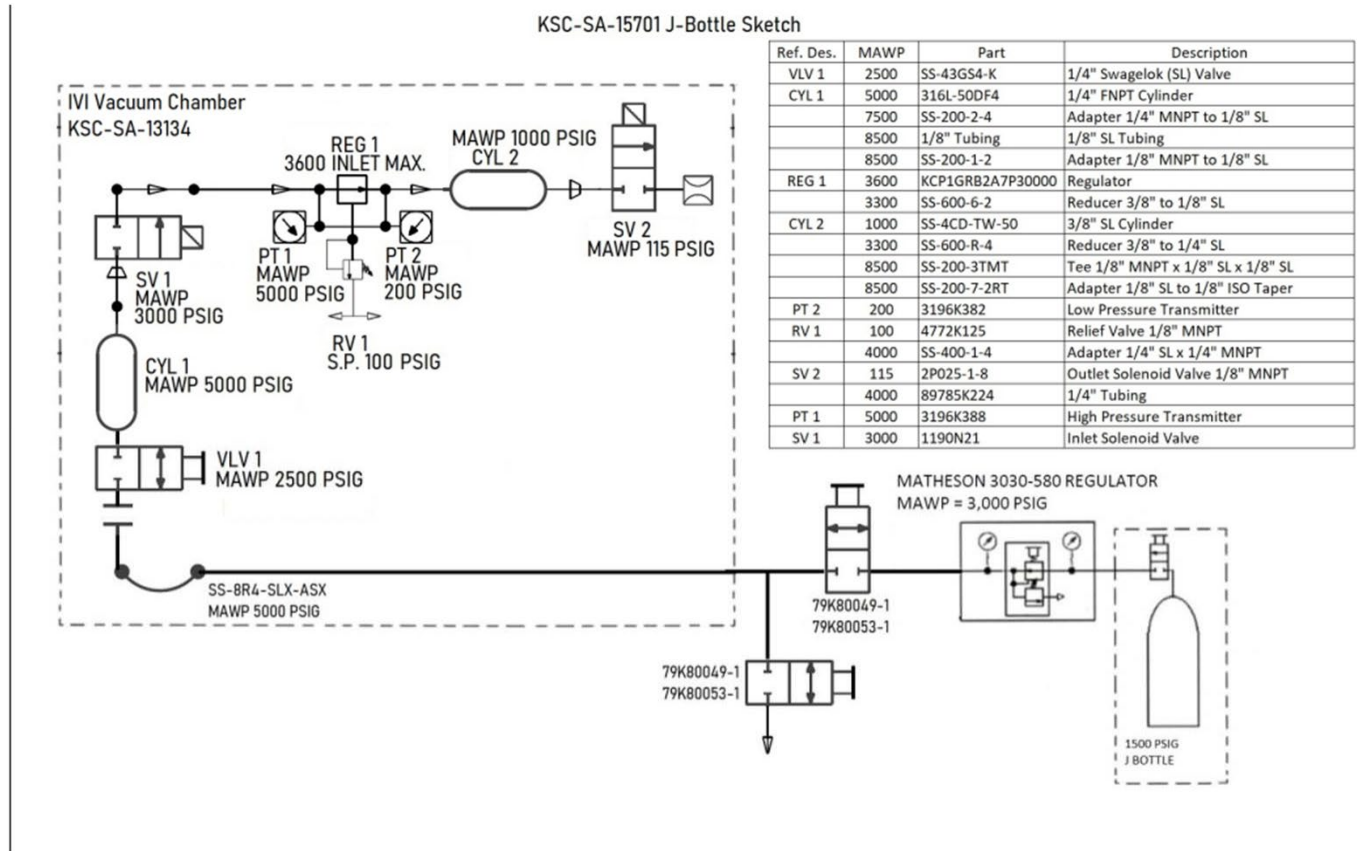 KSC-SA-15701 J-Bottle Sketch
Ref. Des. MAWP Part Description
VLV 1 2500 SS-43GS4-K 1/4" Swagelok (SL) Valve
CYL 1 5000 316L-50DF4 1/4" FNPT Cylinder
7500 SS-200-2-4 Adapter 1/4" MNPT to 1/8" SL
8500 1/8" Tubing 1/8" SL Tubing
8500 SS-200-1-2 Adapter 1/8" MNPT to 1/8" SL
REG 1 3600 KCP1GRB2A7P30000 Regulator
3300 SS-600-6-2 Reducer 3/8" to 1/8" SL
CYL 2 1000 SS-4CD-TW-50 3/8" SL Cylinder
3300 SS-600-R-4 Reducer 3/8" to 1/4" SL
8500 SS-200-3TMT Tee 1/8" MNPT x 1/8" SL x 1/8" SL
8500 SS-200-7-2RT Adapter 1/8" SL to 1/8" ISO Taper
PT 2 200 3196K382 Low Pressure Transmitter
RV 1 100 4772K125 Relief Valve 1/8" MNPT
4000 SS-400-1-4 Adapter 1/4" SL x 1/4" MNPT
SV 2 115 2P025-1-8 Outlet Solenoid Valve 1/8" MNPT
4000 89785K224 1/4" Tubing
PT 1 5000 3196K388 High Pressure Transmitter
SV 1 3000 1190N21 Inlet Solenoid Valve
IVI Vacuum Chamber
KSC-SA-13134
REG 1
3600 INLET MAX.
MAWP 1000 PSIG
CYL 2
SV 2
MAWP 115 PSIG
PT 1
MAWP
5000 PSIG
PT 2
MAWP
200 PSIG
SV 1
MAWP
3000 PSIG
RV 1
S.P. 100 PSIG
CYL 1
MAWP 5000 PSIG
VLV 1
MAWP 2500 PSIG
SS-8R4-SLX-ASX
MAWP 5000 PSIG
MATHESON 3030-580 REGULATOR
MAWP = 3,000 PSIG
79K80049-1
79K80053-1
79K80049-1
79K80053-1
1500 PSIG
J BOTTLE